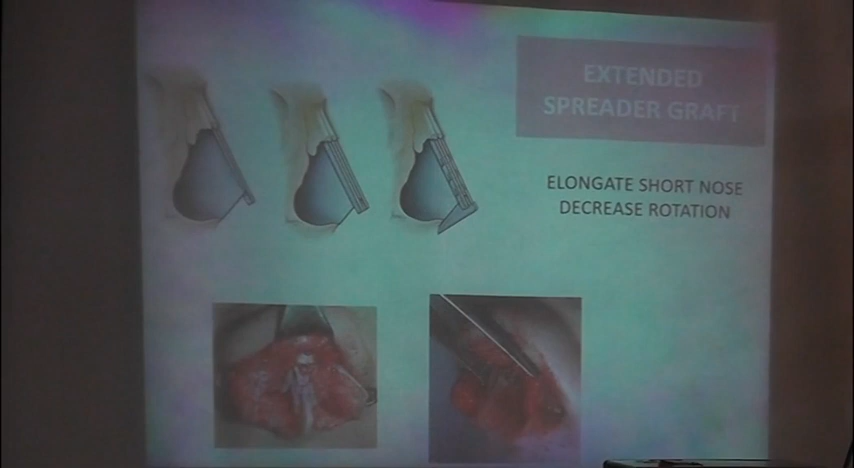 EXTENDED
SPREADER GRAFT
ELONGATE SHORT NOSE
DECREASE ROTATION